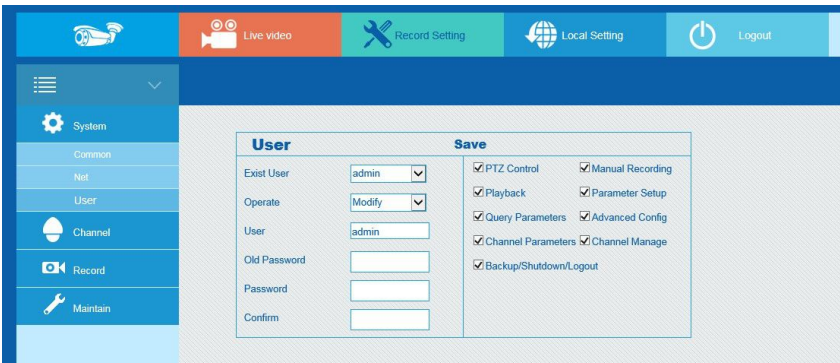 Live video
Record Setting
Local Setting
Logout
System
Common
Net
User
Channel
Record
Maintain
User Save
Exist User admin
Operate Modify
User admin
Old Password
Password
Confirm
PTZ Control Manual Recording
Playback Parameter Setup
Query Parameters Advanced Config
Channel Parameters Channel Manage
Backup/Shutdown/Logout